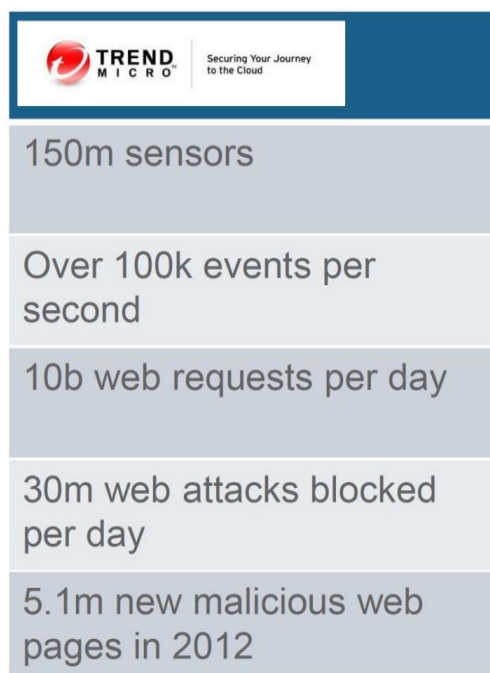 TREND
MICRO™
Securing Your Journey
to the Cloud
150m sensors
Over 100k events per
second
10b web requests per day
30m web attacks blocked
per day
5.1m new malicious web
pages in 2012